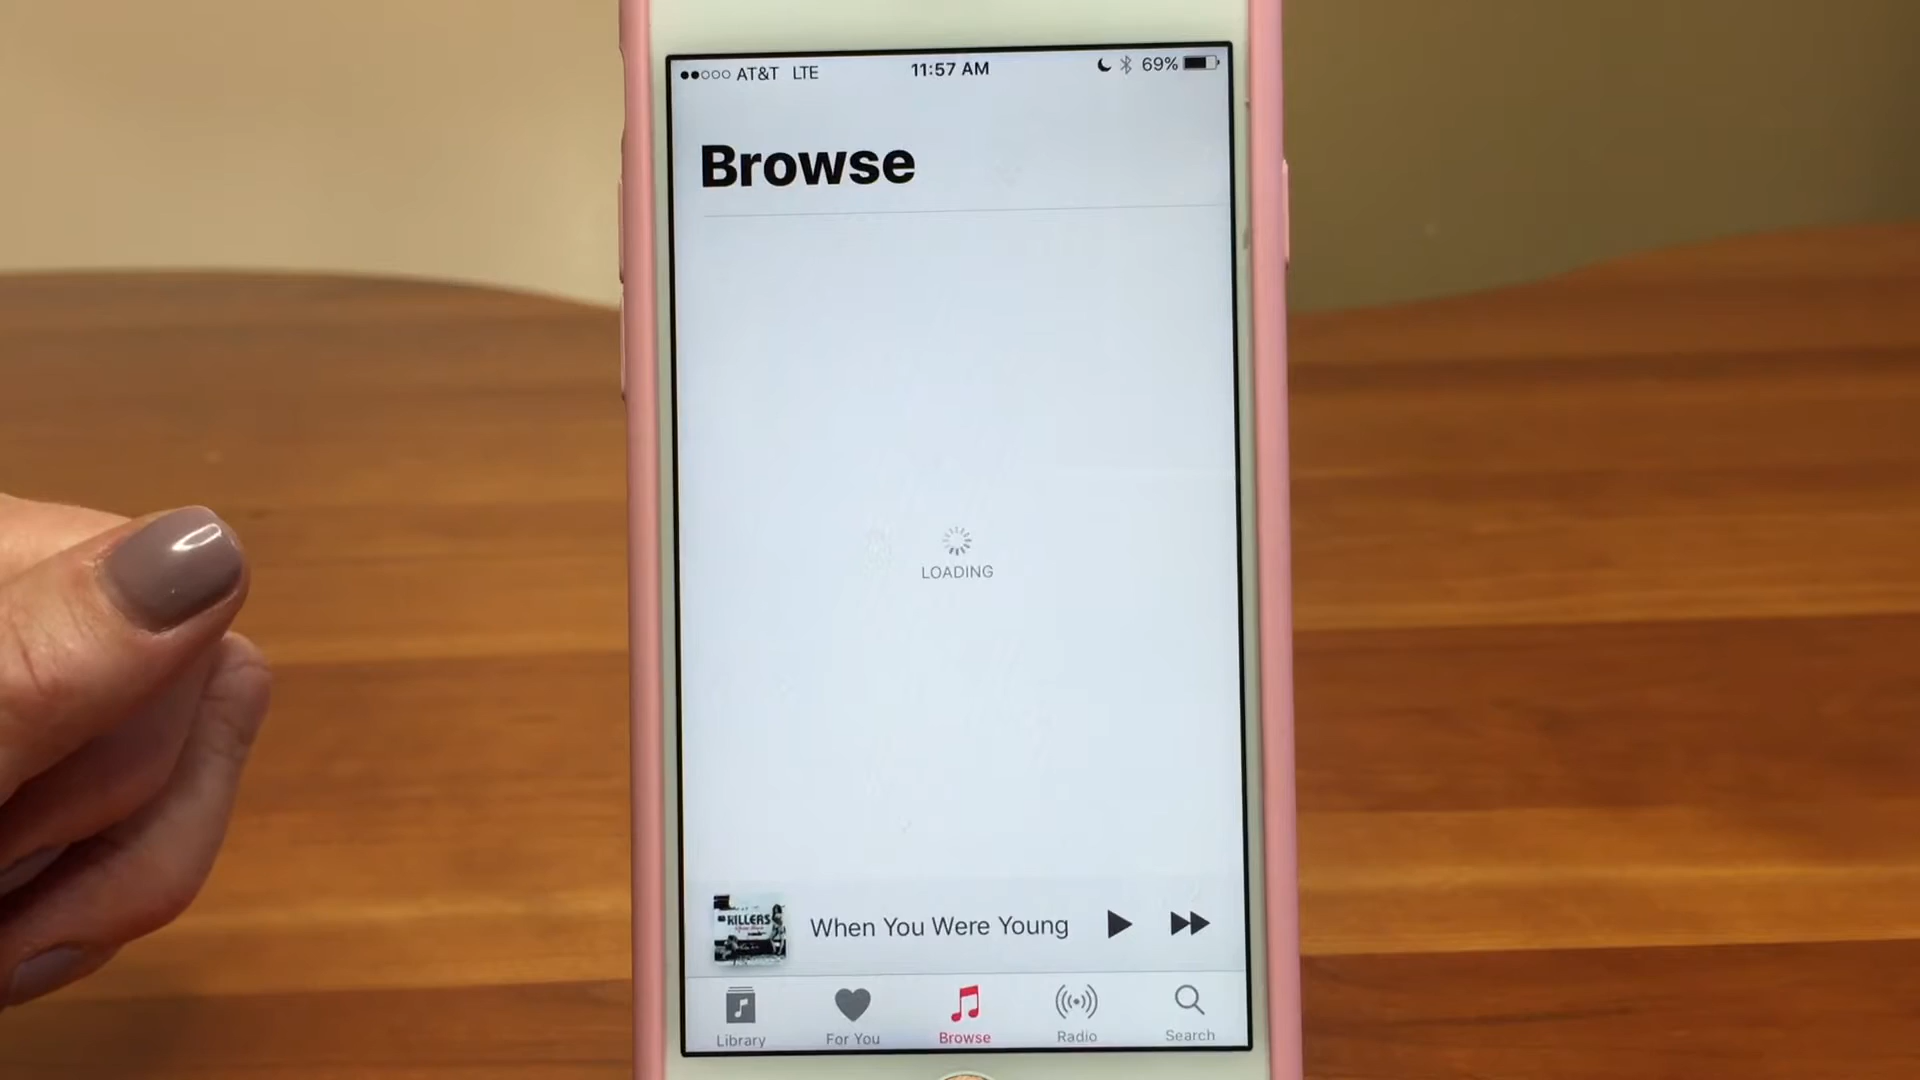 AT&T LTE 11:57 AM 69%
Browse
LOADING
KILLERS
When You Were Young
Library For You Browse Radio Search